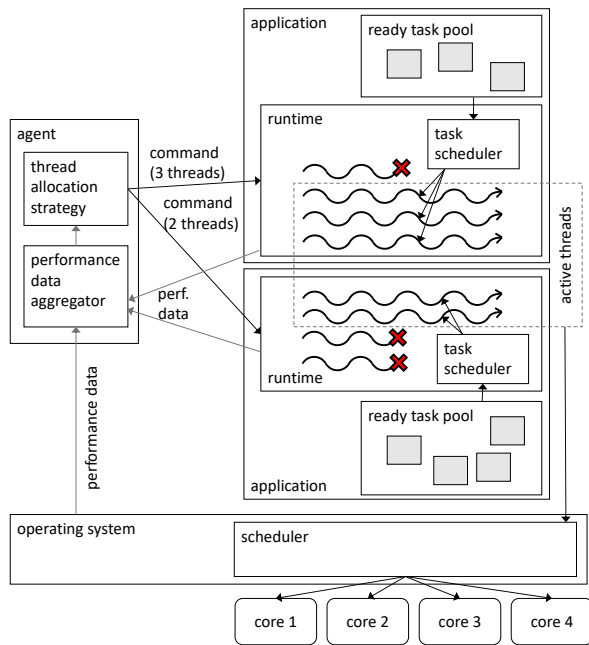 application
ready task pool
agent
thread
allocation
strategy
performance
data
aggregator
command
(3 threads)
command
(2 threads)
perf.
data
runtime
task
scheduler
active threads
task
scheduler
runtime
ready task pool
application
performance data
operating system
scheduler
core 1
core 2
core 3
core 4